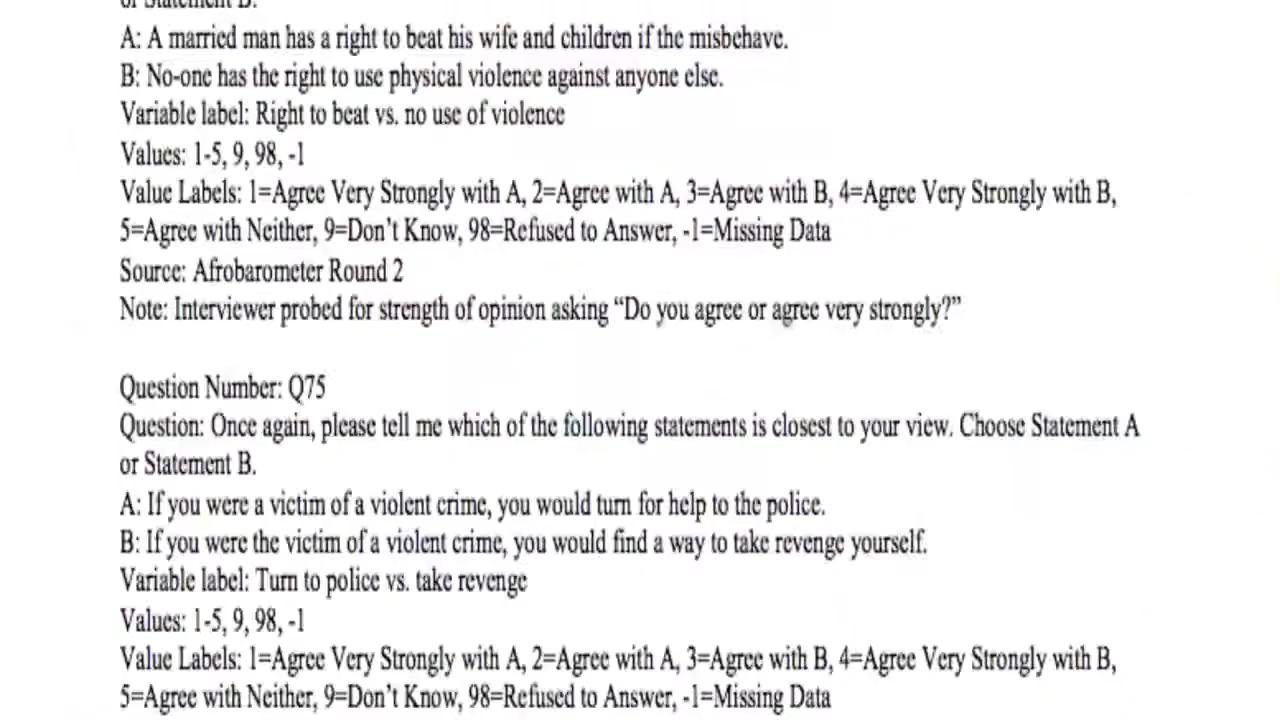 or Statement B.
A: A married man has a right to beat his wife and children if the misbehave.
B: No-one has the right to use physical violence against anyone else.
Variable label: Right to beat vs. no use of violence
Values: 1-5, 9, 98, -1
Value Labels: 1=Agree Very Strongly with A, 2=Agree with A, 3=Agree with B, 4=Agree Very Strongly with B,
5=Agree with Neither, 9=Don’t Know, 98=Refused to Answer, -1=Missing Data
Source: Afrobarometer Round 2
Note: Interviewer probed for strength of opinion asking “Do you agree or agree very strongly?”
Question Number: Q75
Question: Once again, please tell me which of the following statements is closest to your view. Choose Statement A
or Statement B.
A: If you were a victim of a violent crime, you would turn for help to the police.
B: If you were the victim of a violent crime, you would find a way to take revenge yourself.
Variable label: Turn to police vs. take revenge
Values: 1-5, 9, 98, -1
Value Labels: 1=Agree Very Strongly with A, 2=Agree with A, 3=Agree with B, 4=Agree Very Strongly with B,
5=Agree with Neither, 9=Don’t Know, 98=Refused to Answer, -1=Missing Data